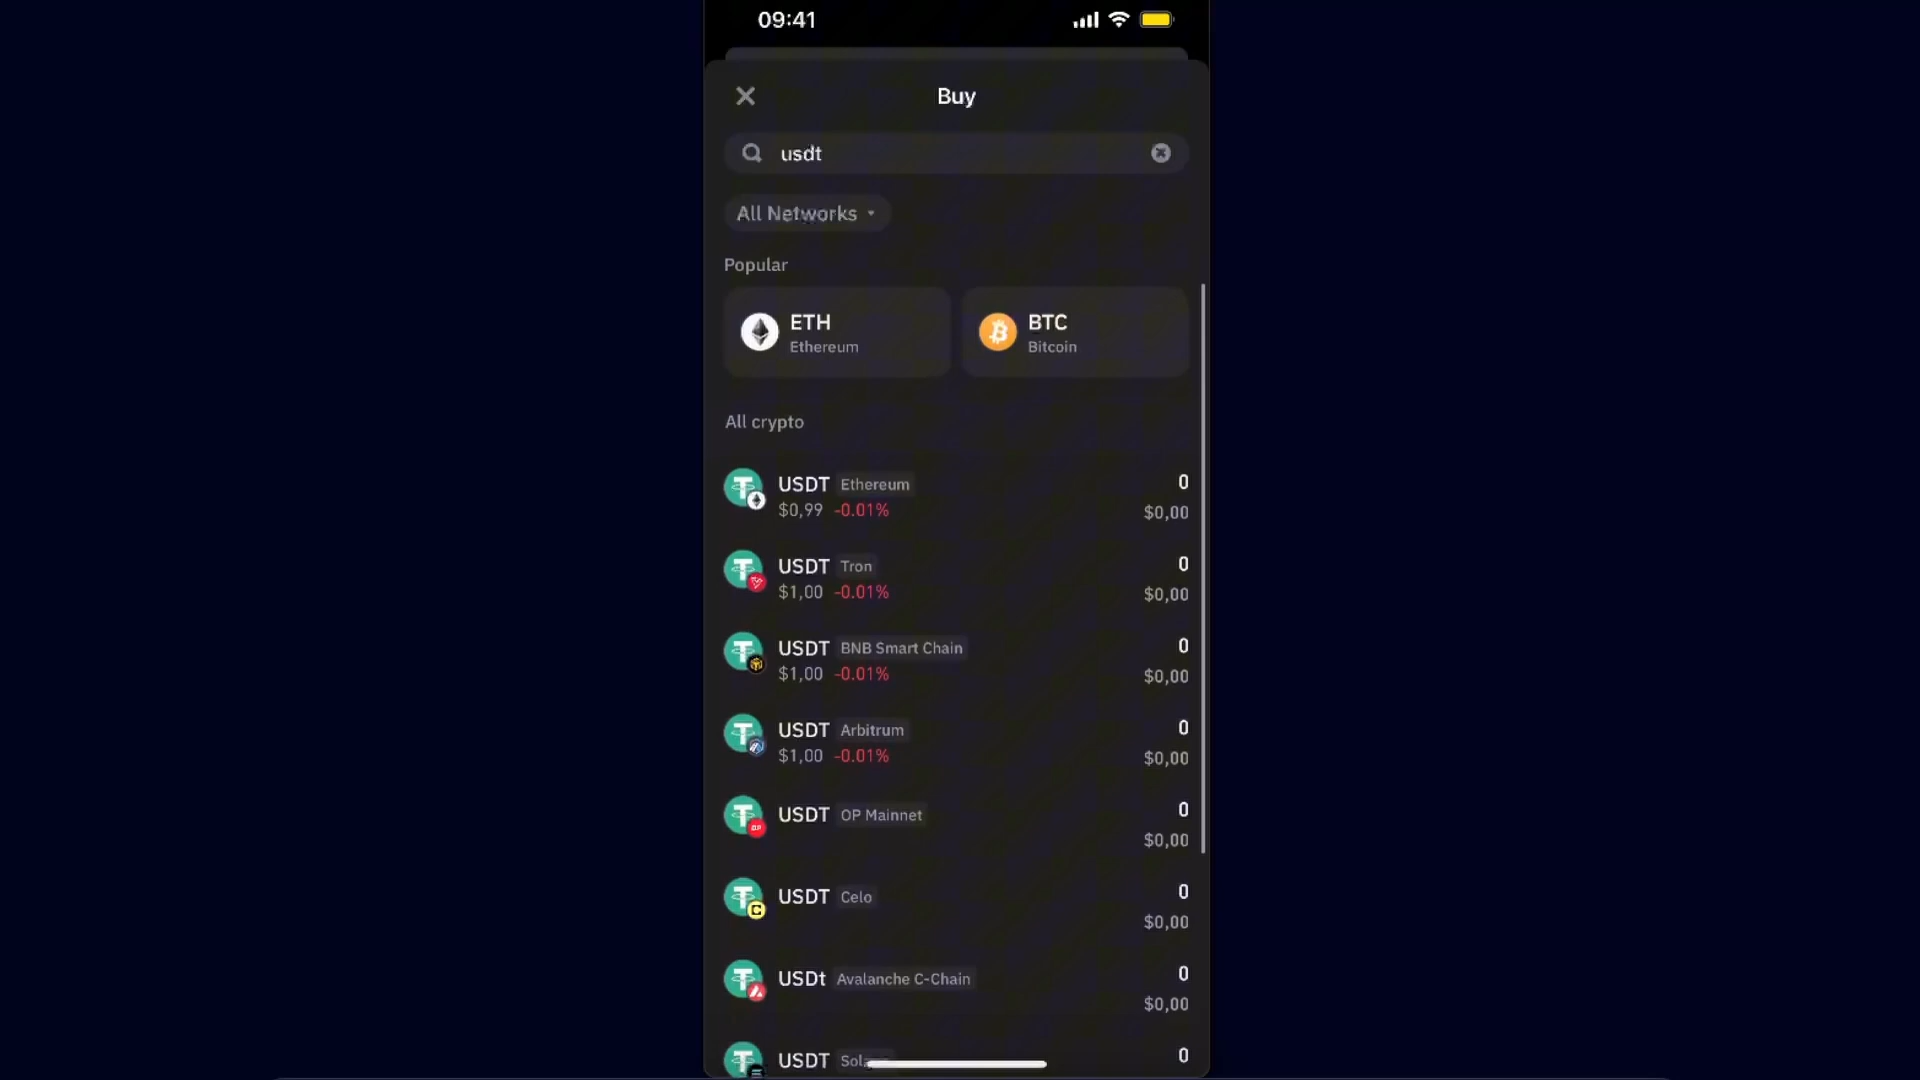 09:41
Buy
usdt
All Networks
Popular
ETH
Ethereum
BTC
Bitcoin
All crypto
USDT Ethereum 0
$0,99 -0.01% $0,00
USDT Tron 0
$1,00 -0.01% $0,00
USDT BNB Smart Chain 0
$1,00 -0.01% $0,00
USDT Arbitrum 0
$1,00 -0.01% $0,00
USDT OP Mainnet 0
$0,00
USDT Celo 0
$0,00
USDt Avalanche C-Chain 0
$0,00
USDT 0